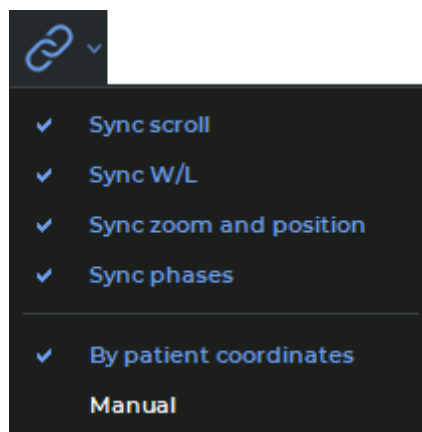 Sync scroll
Sync W/L
Sync zoom and position
Sync phases
By patient coordinates
Manual